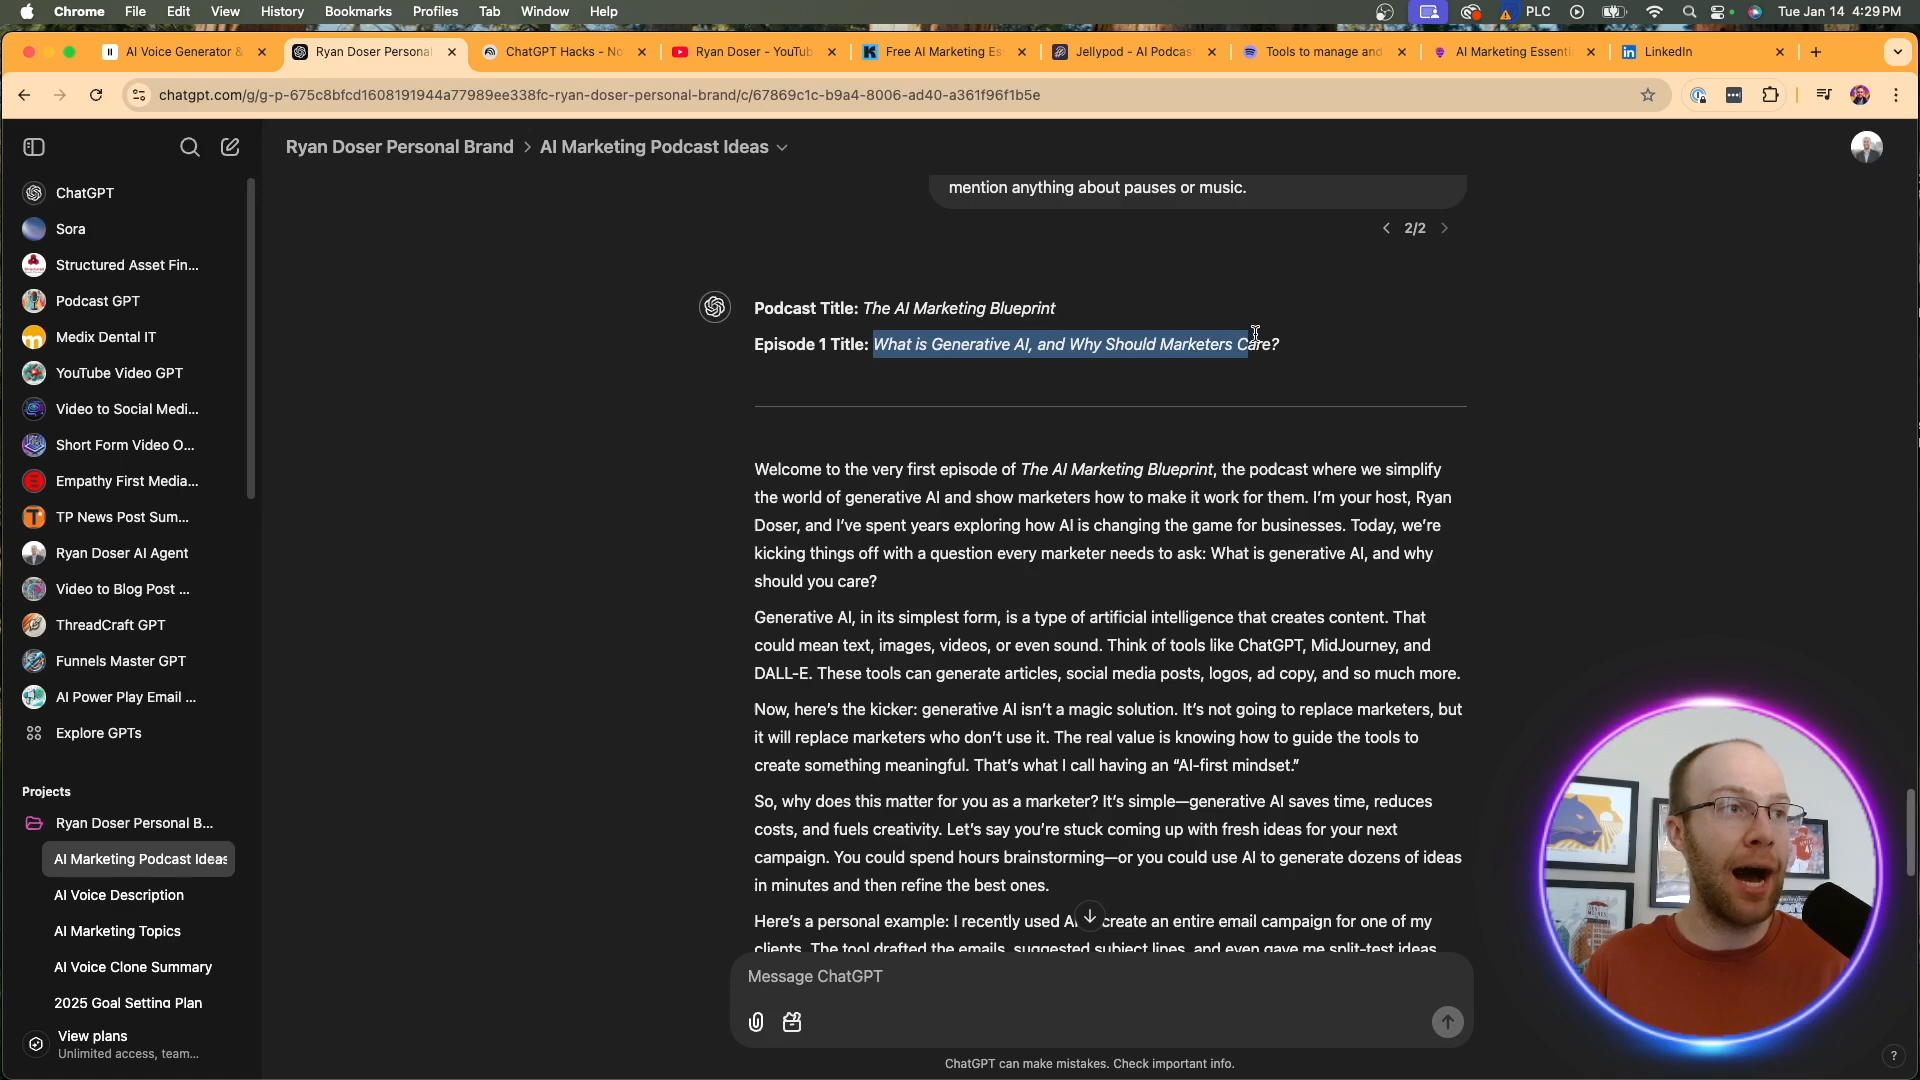 Chrome File Edit View History Bookmarks Profiles Tab Window Help
PLC
Tue Jan 14 4:29 PM
AI Voice Generator &
Ryan Doser Personal
ChatGPT Hacks - No
Ryan Doser - YouTub
Free AI Marketing Es
Jellypod - AI Podcas
Tools to manage and
AI Marketing Essenti
LinkedIn
chatgpt.com/g/g-p-675c8bfcd1608191944a77989ee338fc-ryan-doser-personal-brand/c/67869c1c-b9a4-8006-ad40-a361f96f1b5e
Ryan Doser Personal Brand > AI Marketing Podcast Ideas
ChatGPT
Sora
Structured Asset Fin...
Podcast GPT
Medix Dental IT
YouTube Video GPT
Video to Social Medi...
Short Form Video O...
Empathy First Media...
TP News Post Sum...
Ryan Doser AI Agent
Video to Blog Post ...
ThreadCraft GPT
Funnels Master GPT
AI Power Play Email ...
Explore GPTs
Projects
Ryan Doser Personal B...
AI Marketing Podcast Ideas
AI Voice Description
AI Marketing Topics
AI Voice Clone Summary
2025 Goal Setting Plan
View plans
Unlimited access, team...
mention anything about pauses or music.
2/2
Podcast Title: The AI Marketing Blueprint
Episode 1 Title: What is Generative AI, and Why Should Marketers Care?
Welcome to the very first episode of The AI Marketing Blueprint, the podcast where we simplify
the world of generative AI and show marketers how to make it work for them. I'm your host, Ryan
Doser, and I've spent years exploring how AI is changing the game for businesses. Today, we're
kicking things off with a question every marketer needs to ask: What is generative AI, and why
should you care?
Generative AI, in its simplest form, is a type of artificial intelligence that creates content. That
could mean text, images, videos, or even sound. Think of tools like ChatGPT, MidJourney, and
DALL-E. These tools can generate articles, social media posts, logos, ad copy, and so much more.
Now, here's the kicker: generative AI isn't a magic solution. It's not going to replace marketers, but
it will replace marketers who don't use it. The real value is knowing how to guide the tools to
create something meaningful. That's what I call having an “AI-first mindset.”
So, why does this matter for you as a marketer? It's simple—generative AI saves time, reduces
costs, and fuels creativity. Let's say you're stuck coming up with fresh ideas for your next
campaign. You could spend hours brainstorming—or you could use AI to generate dozens of ideas
in minutes and then refine the best ones.
Here's a personal example: I recently used A create an entire email campaign for one of my
clients. The tool drafted the emails, suggested subject lines, and even gave me split-test ideas
Message ChatGPT
ChatGPT can make mistakes. Check important info.
?